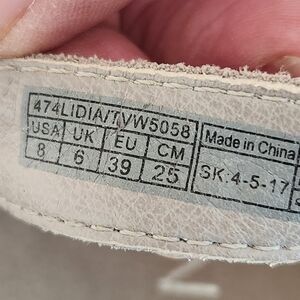 474LIDIA/TVW5058
USA UK EU CM
8 6 39 25
Made in China
SK:4-5-17